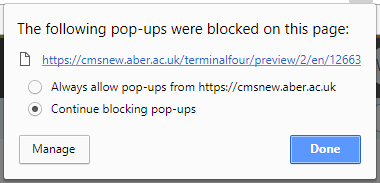 The following pop-ups were blocked on this page:
https://cmsnew.aber.ac.uk/terminalfour/preview/2/en/12663
Always allow pop-ups from https://cmsnew.aber.ac.uk
Continue blocking pop-ups
Manage
Done